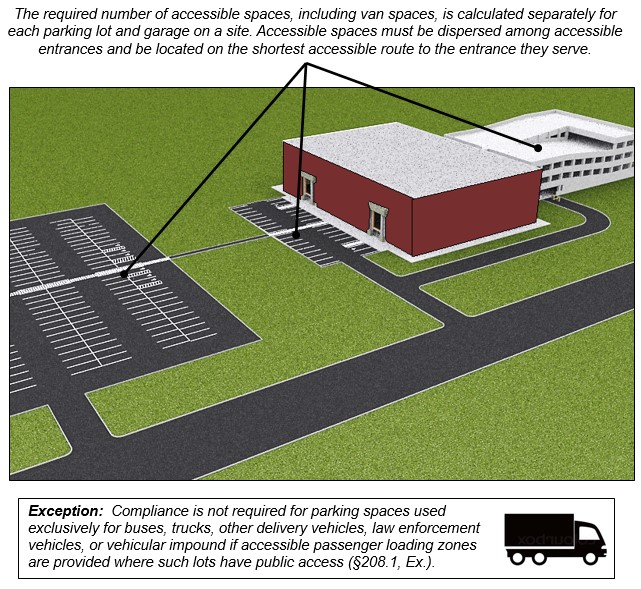 The required number of accessible spaces, including van spaces, is calculated separately for
each parking lot and garage on a site. Accessible spaces must be dispersed among accessible
entrances and be located on the shortest accessible route to the entrance they serve.
Exception:  Compliance is not required for parking spaces used
exclusively for buses, trucks, other delivery vehicles, law enforcement
vehicles, or vehicular impound if accessible passenger loading zones
are provided where such lots have public access (§208.1, Ex.).